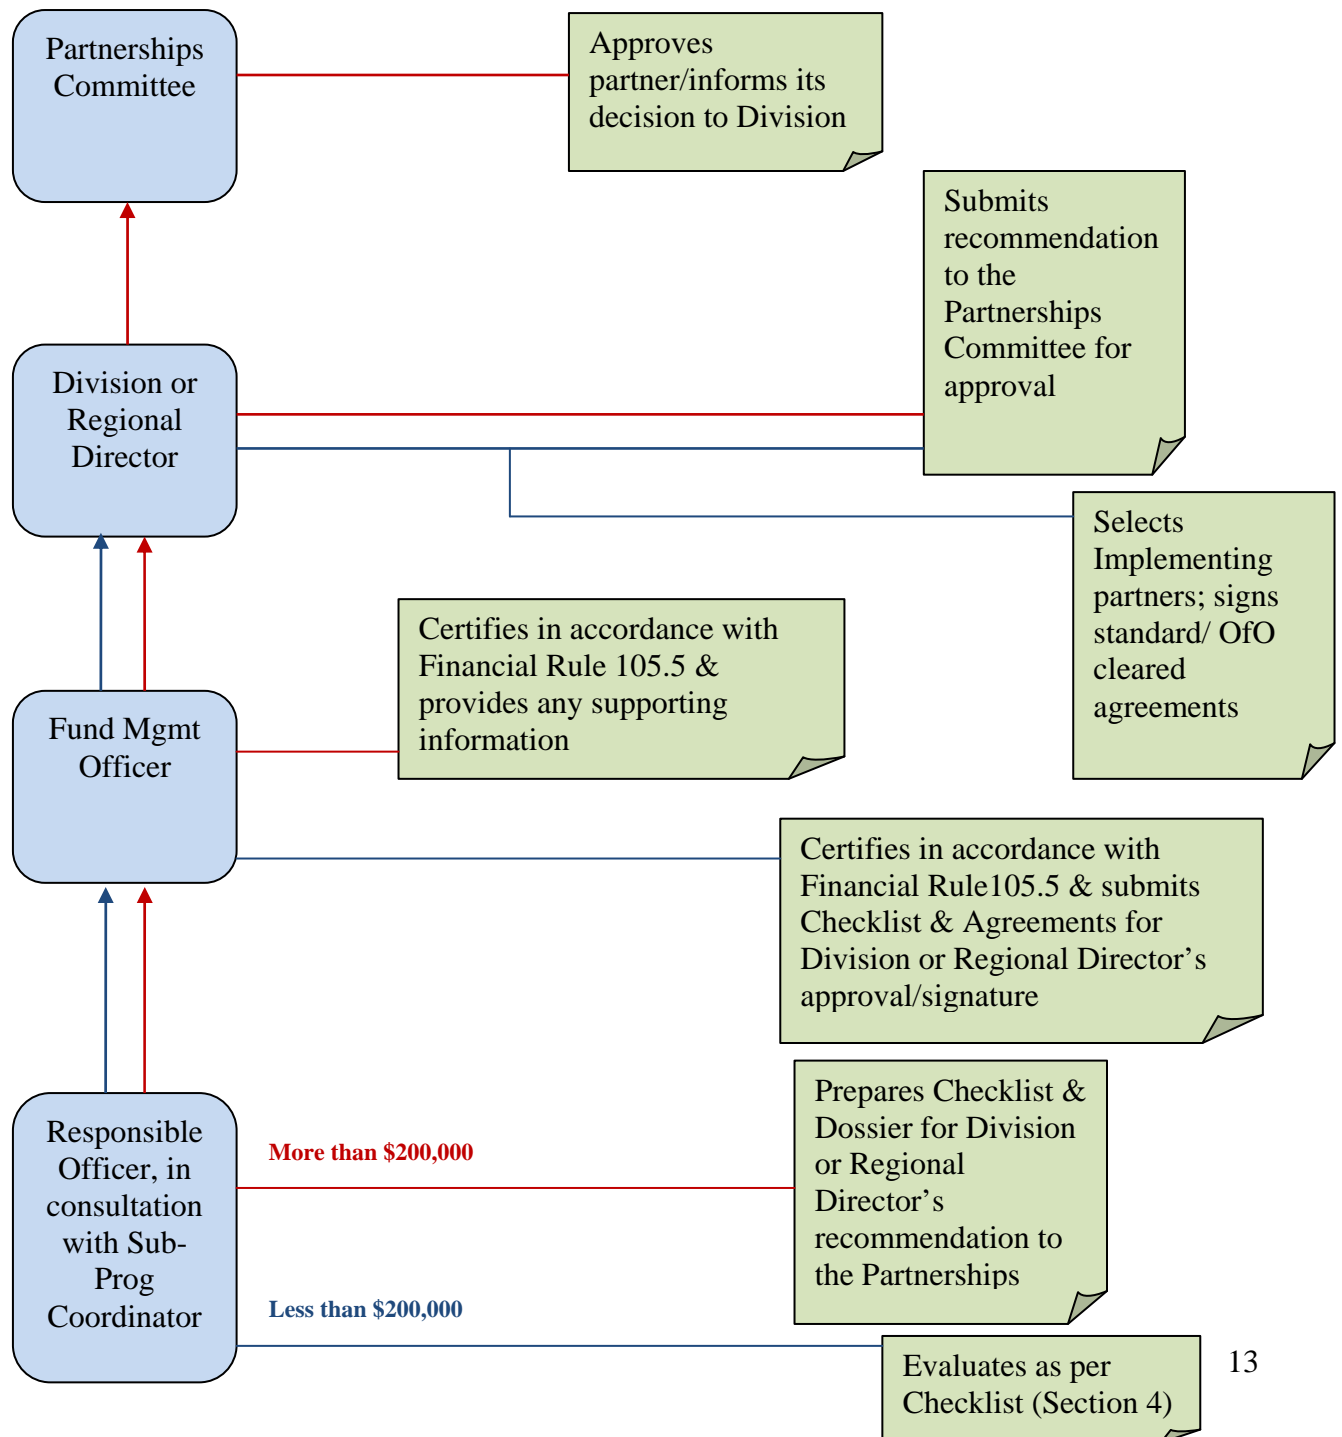 Partnerships
Committee
Approves
partner/informs its
decision to Division
Submits
recommendation
to the
Partnerships
Committee for
approval
Division or
Regional
Director
Selects
Implementing
partners; signs
standard/ OfO
cleared
agreements
Certifies in accordance with
Financial Rule 105.5 &
provides any supporting
information
Fund Mgmt
Officer
Certifies in accordance with
Financial Rule105.5 & submits
Checklist & Agreements for
Division or Regional Director’s
approval/signature
Prepares Checklist &
Dossier for Division
or Regional
Director’s
recommendation to
the Partnerships
Responsible
Officer, in
consultation
with Sub-
Prog
Coordinator
More than $200,000
Less than $200,000
Evaluates as per
Checklist (Section 4)
13